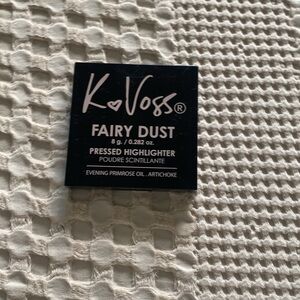 K♥Voss®
FAIRY DUST
8 g. / 0.282 oz.
PRESSED HIGHLIGHTER
POUDRE SCINTILLANTE
EVENING PRIMROSE OIL . ARTICHOKE